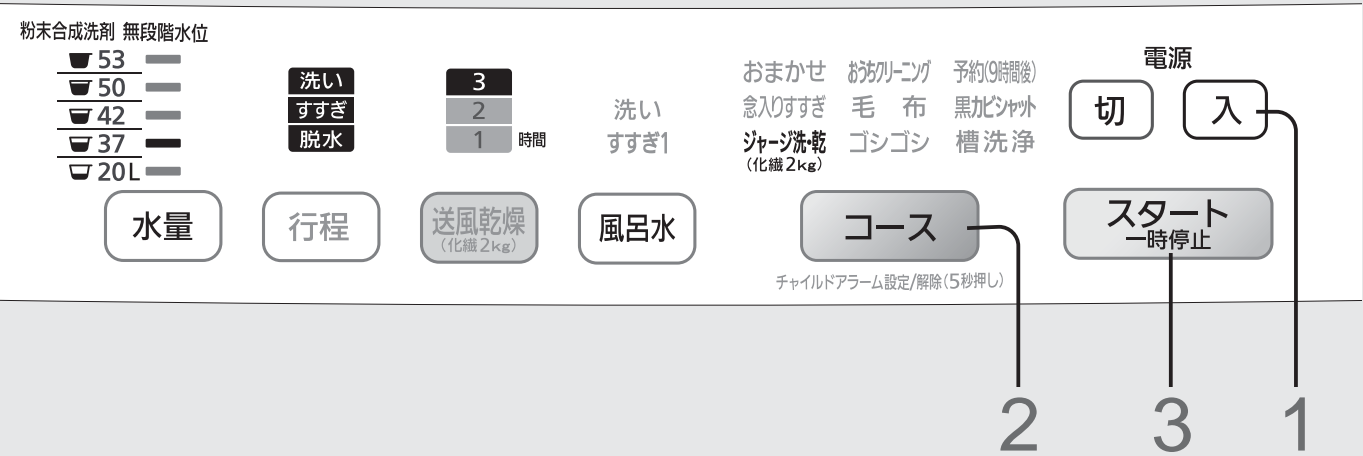 粉末合成洗剤 無段階水位
53
50
42
37
20L
水量
洗い
すすぎ
脱水
行程
3
2
1 時間
送風乾燥
(化繊2kg)
洗い
すすぎ1
風呂水
おまかせ おうちクリーニング 予約(9時間後)
念入りすすぎ 毛布 黒カビシャット
ジャージ洗・乾 ゴシゴシ 槽洗浄
(化繊2kg)
コース
チャイルドアラーム設定/解除(5秒押し)
電源
切 入
スタート
一時停止
2 3 1